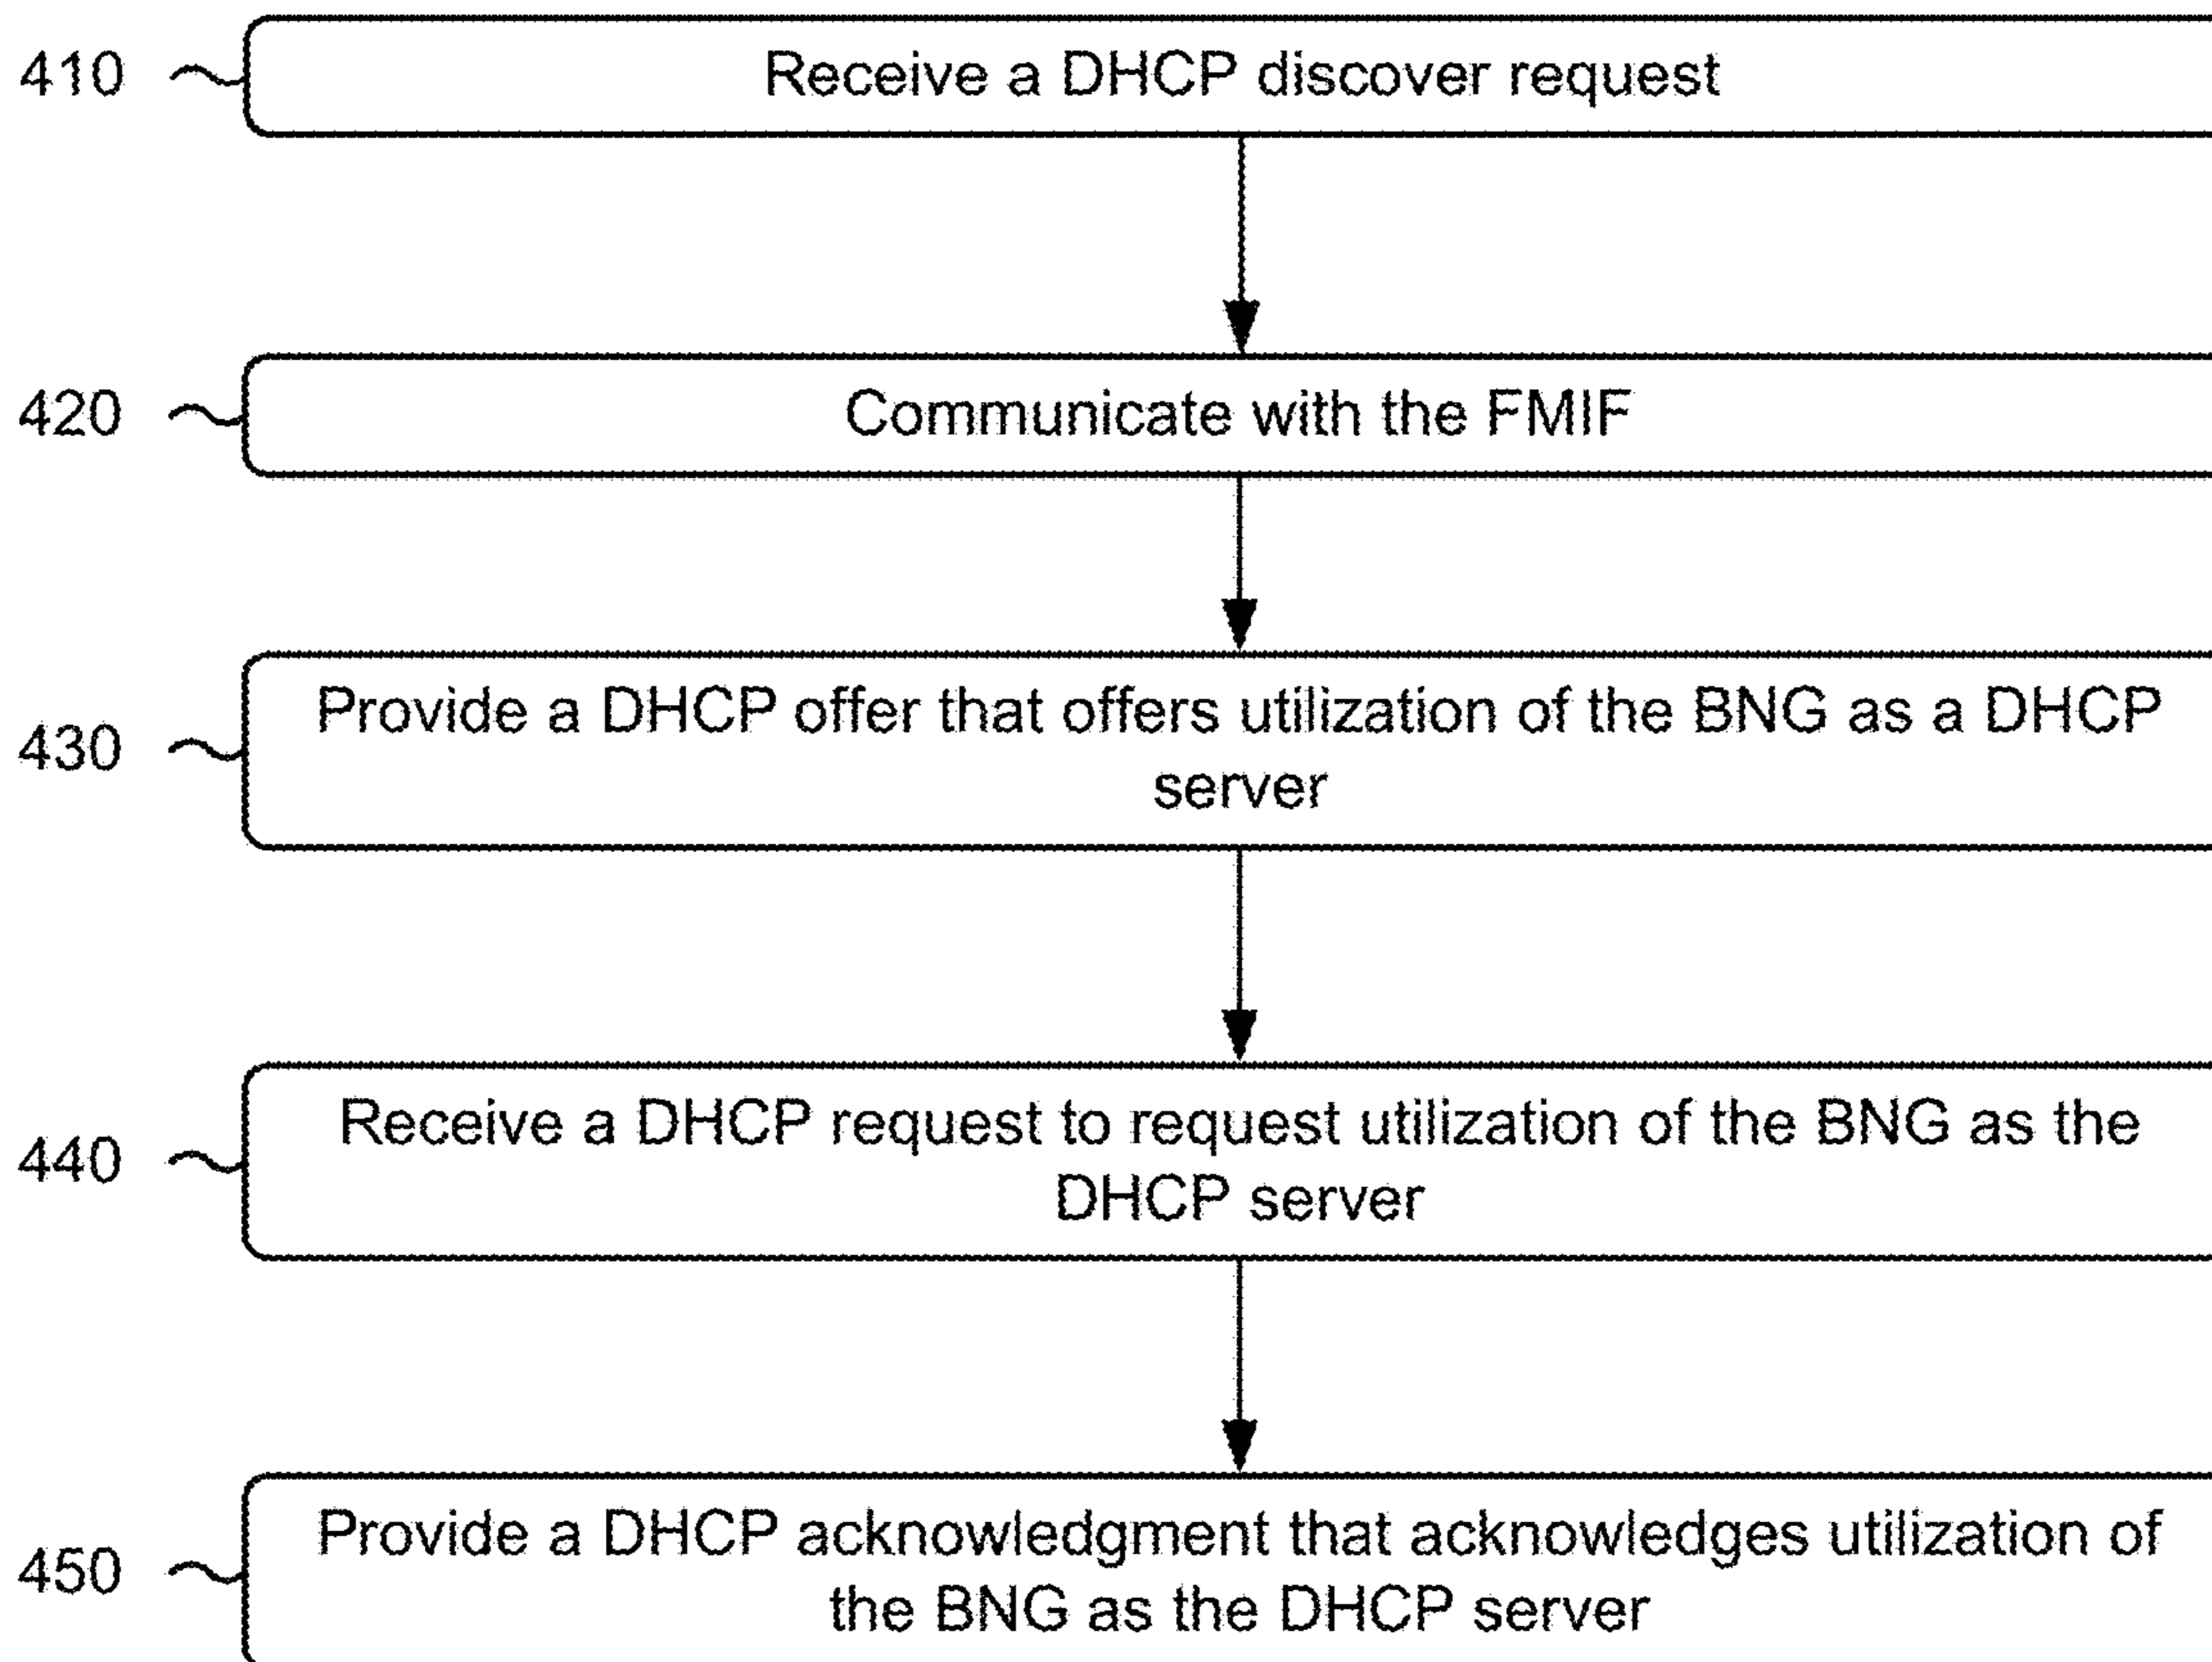 410 Receive a DHCP discover request
420 Communicate with the FMIF
430 Provide a DHCP offer that offers utilization of the BNG as a DHCP
server
440 Receive a DHCP request to request utilization of the BNG as the
DHCP server
450 Provide a DHCP acknowledgment that acknowledges utilization of
the BNG as the DHCP server